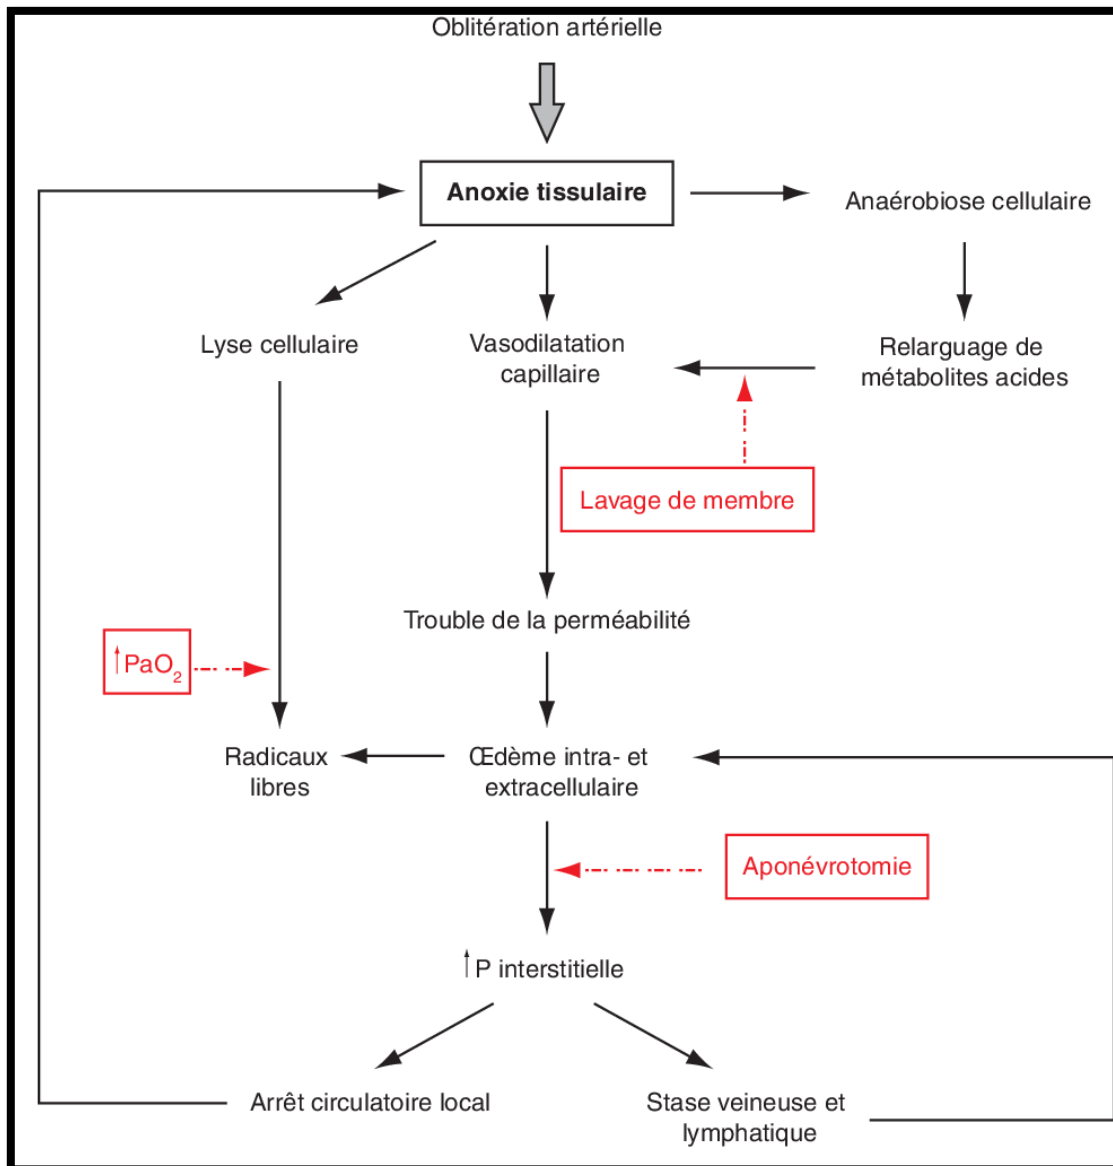 Oblitération artérielle
Anoxie tissulaire
Anaérobiose cellulaire
Lyse cellulaire
Vasodilatation
capillaire
Relarguage de
métabolites acides
Lavage de membre
Trouble de la perméabilité
↑PaO₂
Radicaux
libres
Œdème intra- et
extracellulaire
Aponévrotomie
↑P interstitielle
Arrêt circulatoire local
Stase veineuse et
lymphatique